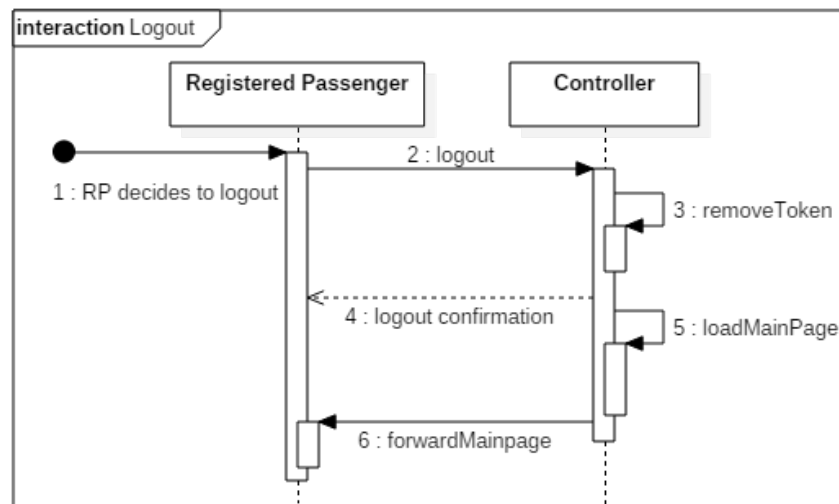 interaction Logout
Registered Passenger
Controller
1 : RP decides to logout
2 : logout
3 : removeToken
4 : logout confirmation
5 : loadMainPage
6 : forwardMainpage